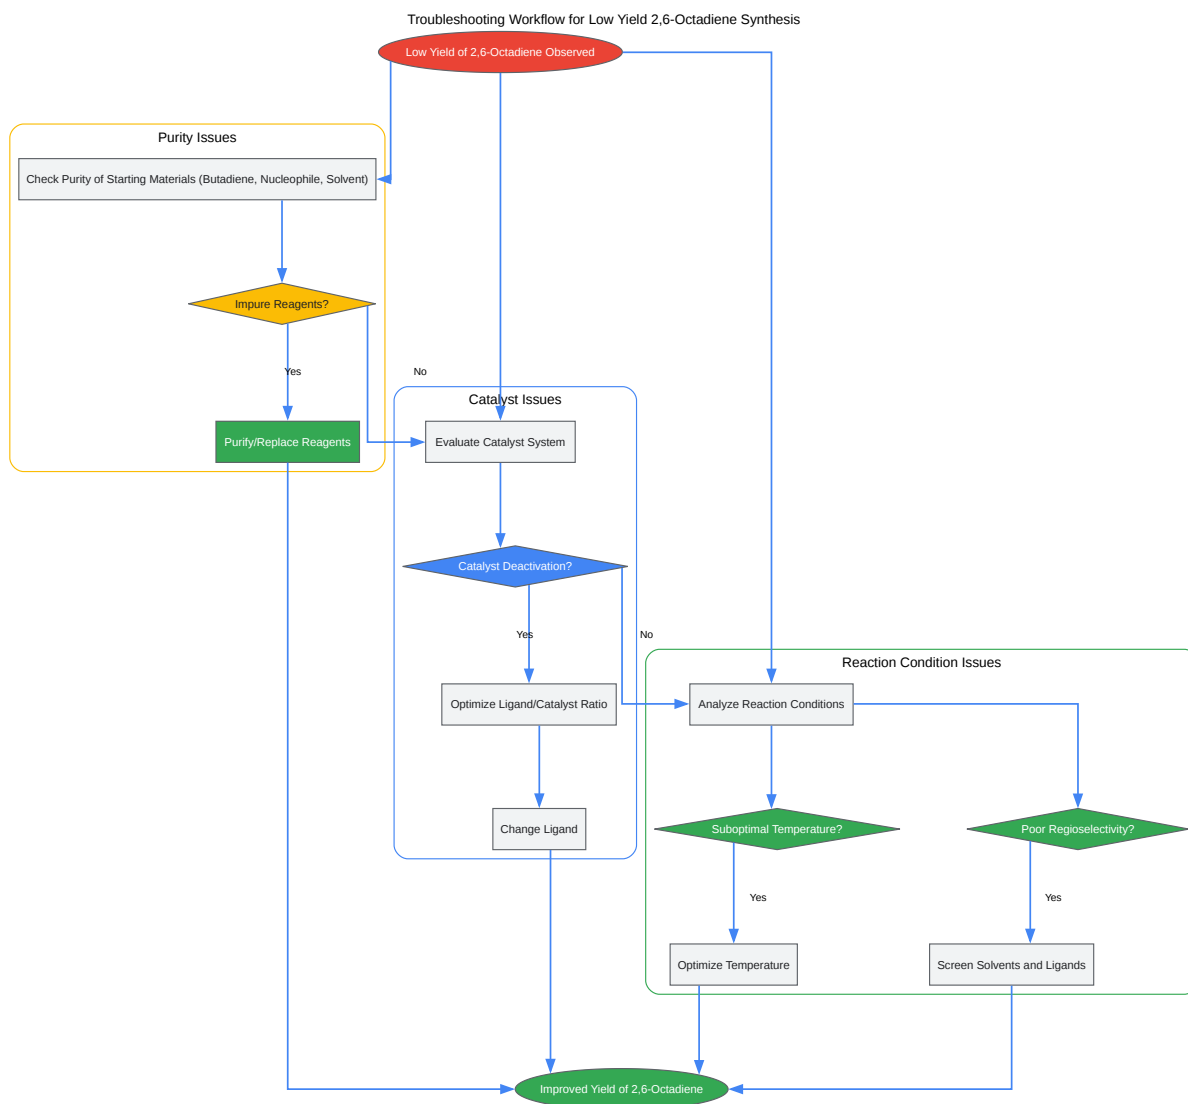 Troubleshooting Workflow for Low Yield 2,6-Octadiene Synthesis
Low Yield of 2,6-Octadiene Observed
Purity Issues
Check Purity of Starting Materials (Butadiene, Nucleophile, Solvent)
Impure Reagents?
Yes
No
Catalyst Issues
Purify/Replace Reagents
Evaluate Catalyst System
Catalyst Deactivation?
Yes
No
Reaction Condition Issues
Optimize Ligand/Catalyst Ratio
Analyze Reaction Conditions
Change Ligand
Suboptimal Temperature?
Poor Regioselectivity?
Yes
Yes
Optimize Temperature
Screen Solvents and Ligands
Improved Yield of 2,6-Octadiene